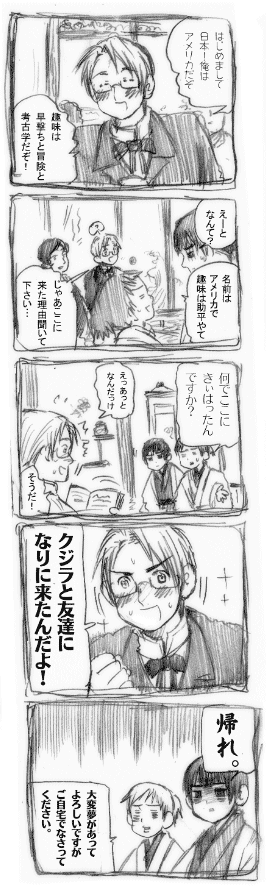 はじめまして
日本！俺は
アメリカだぞ
趣味は
早撃ちと冒険と
考古学だぞ！
えーと
なんて？
名前は
アメリカで
趣味は助平やて
じゃあここに
来た理由聞いて
下さい…
？
何でここに
きいはったん
ですか？
えっあっと
なんだっけ
そうだ！
クジラと友達に
なりに来たんだよ！
帰れ。
大変夢があって
よろしいですが
ご自宅でなさって
ください。